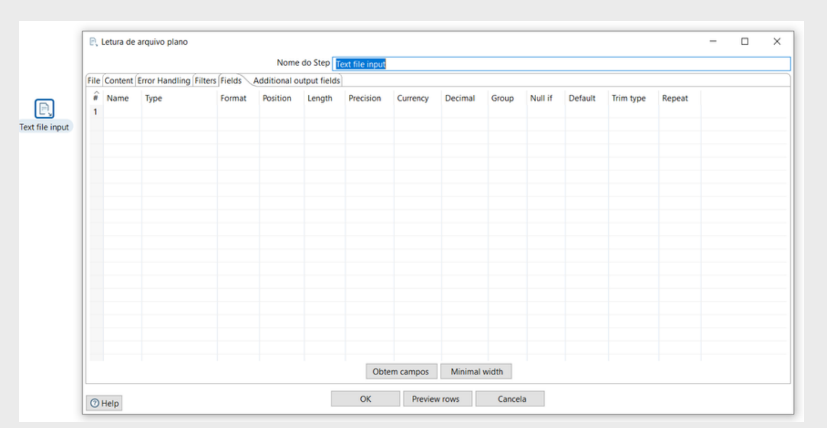 Letura de arquivo plano
Nome do Step Text file input
File Content Error Handling Filters Fields Additional output fields
# Name Type Format Position Length Precision Currency Decimal Group Null if Default Trim type Repeat
1
Text file input
Obtem campos Minimal width
OK Preview rows Cancela
Help